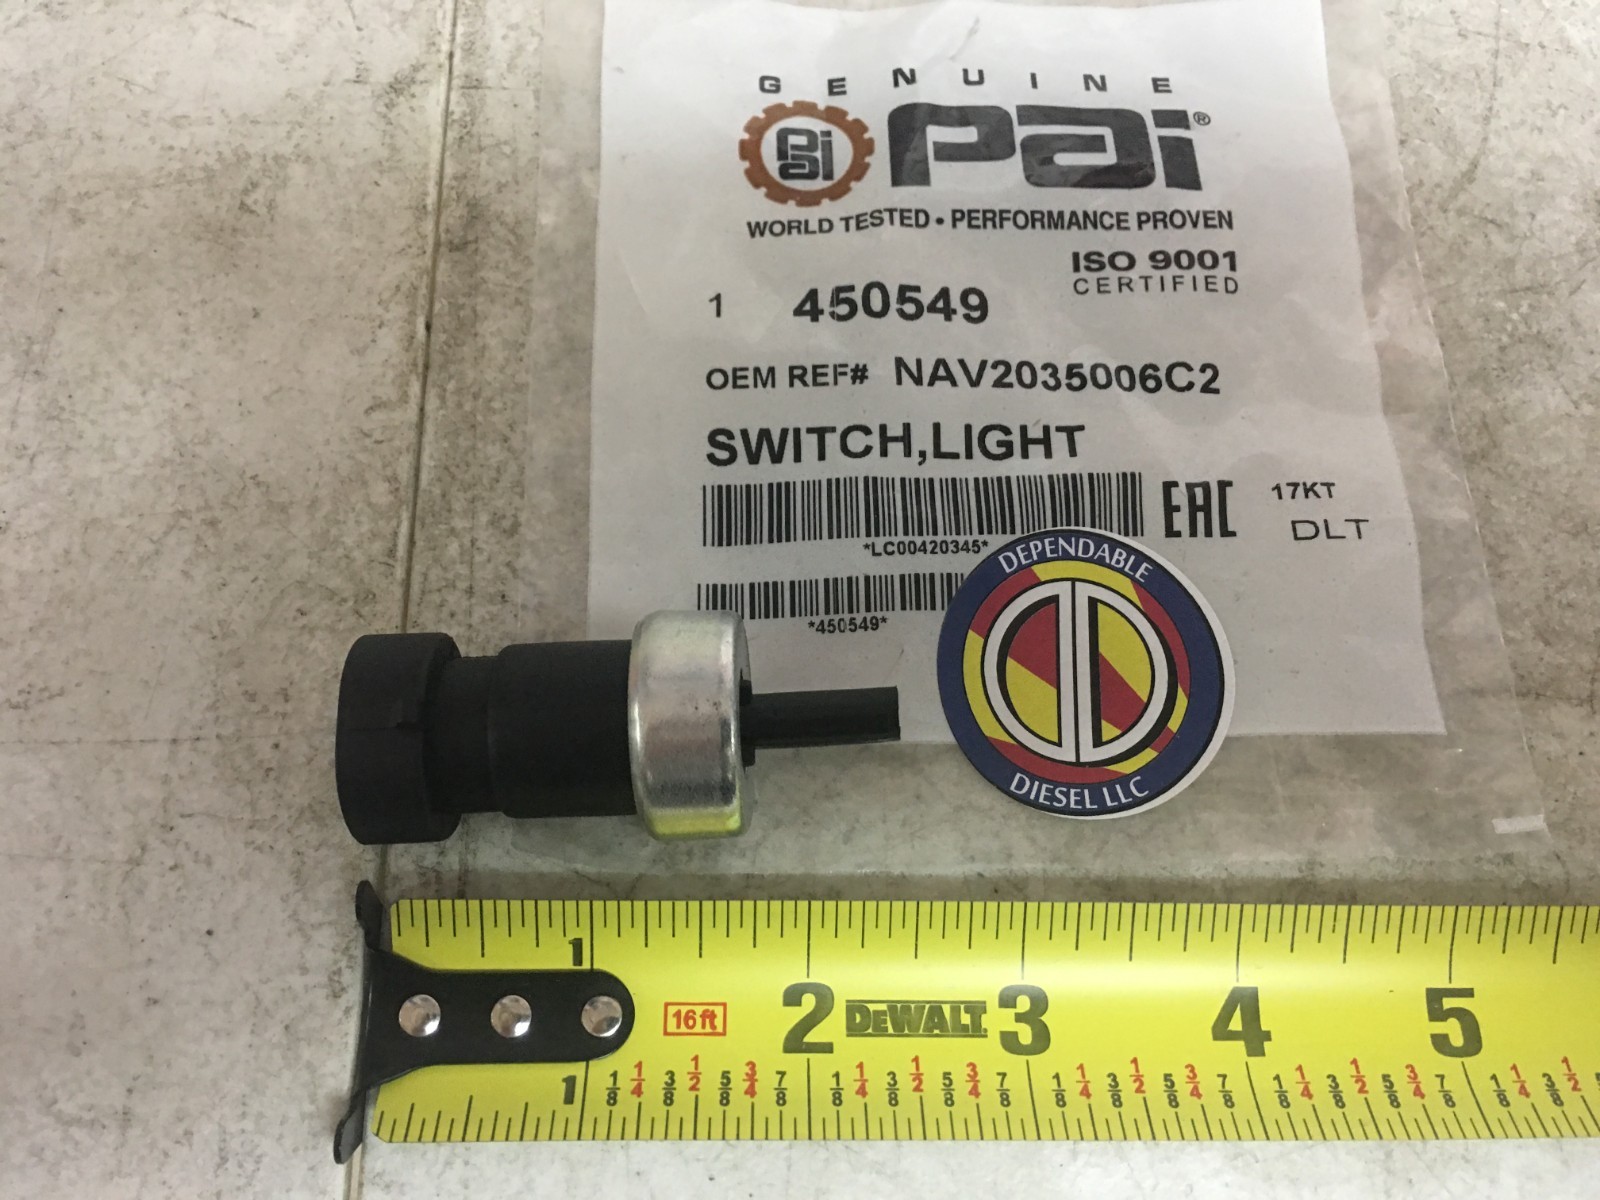 GENUINE
pai pai®
WORLD TESTED • PERFORMANCE PROVEN
ISO 9001
CERTIFIED
1 450549
OEM REF# NAV2035006C2
SWITCH,LIGHT
EAC 17KT
DLT
*LC00420345*
*450549*
DEPENDABLE
D D
DIESEL LLC
1
16ft 2 DEWALT 3 4 5
1 1/8 1/4 3/8 1/2 5/8 3/4 7/8 1/8 1/4 3/8 1/2 5/8 3/4 7/8 1/8 1/4 3/8 1/2 5/8 3/4 7/8 1/8 1/4 3/8 1/2 5/8 3/4 7/8 1/8 1/4 3/8 1/2